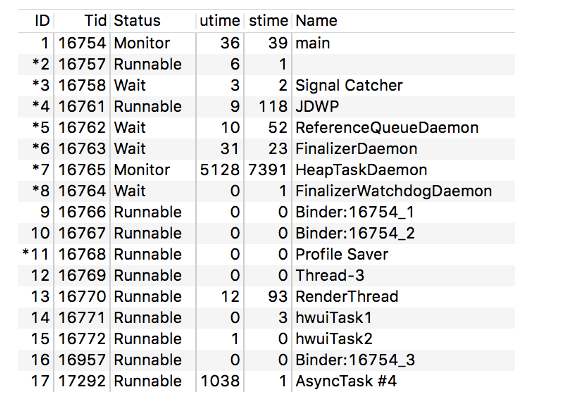 ID Tid Status utime stime Name
1 16754 Monitor 36 39 main
*2 16757 Runnable 6 1
*3 16758 Wait 3 2 Signal Catcher
*4 16761 Runnable 9 118 JDWP
*5 16762 Wait 10 52 ReferenceQueueDaemon
*6 16763 Wait 31 23 FinalizerDaemon
*7 16765 Monitor 5128 7391 HeapTaskDaemon
*8 16764 Wait 0 1 FinalizerWatchdogDaemon
9 16766 Runnable 0 0 Binder:16754_1
10 16767 Runnable 0 0 Binder:16754_2
*11 16768 Runnable 0 0 Profile Saver
12 16769 Runnable 0 0 Thread-3
13 16770 Runnable 12 93 RenderThread
14 16771 Runnable 0 3 hwuiTask1
15 16772 Runnable 1 0 hwuiTask2
16 16957 Runnable 0 0 Binder:16754_3
17 17292 Runnable 1038 1 AsyncTask #4